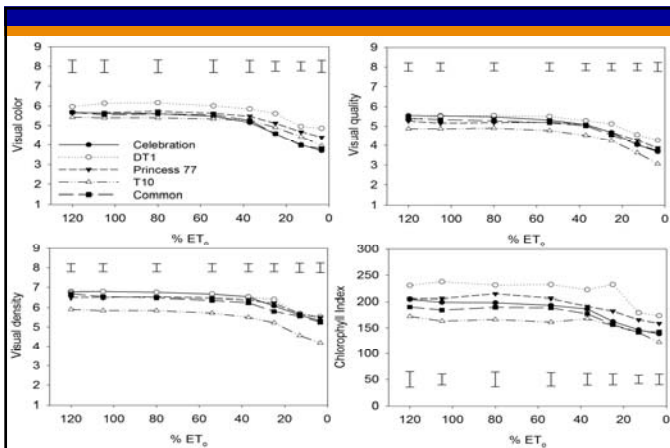 9
8
7
6
5
4
3
2
1
Visual color
Celebration
DT1
Princess 77
T10
Common
120 100 80 60 40 20 0
% ETo
9
8
7
6
5
4
3
2
1
Visual quality
120 100 80 60 40 20 0
% ETo
9
8
7
6
5
4
3
2
1
Visual density
120 100 80 60 40 20 0
% ETo
300
250
200
150
100
50
0
Chlorophyll Index
120 100 80 60 40 20 0
% ETo